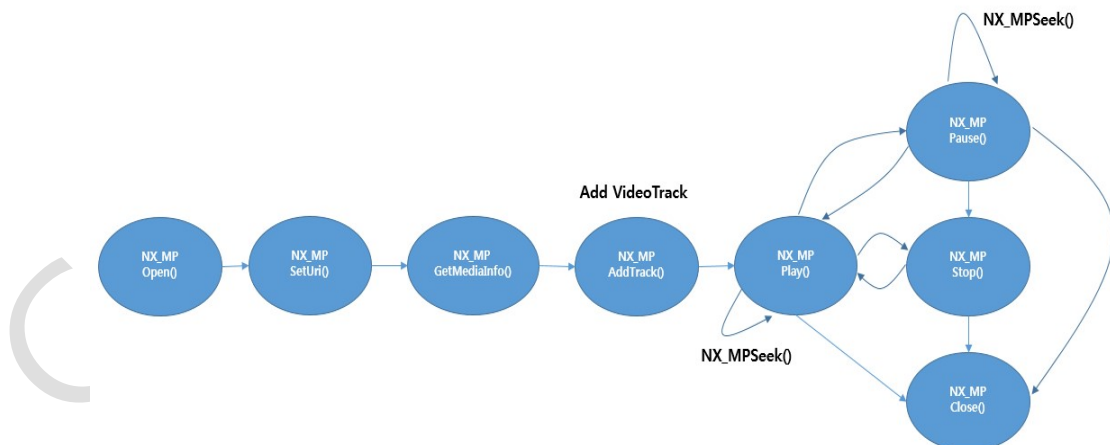 NX_MPSeek()
NX_MP
Pause()
Add VideoTrack
NX_MP
Open()
NX_MP
SetUri()
NX_MP
GetMediaInfo()
NX_MP
AddTrack()
NX_MP
Play()
NX_MP
Stop()
NX_MPSeek()
NX_MP
Close()